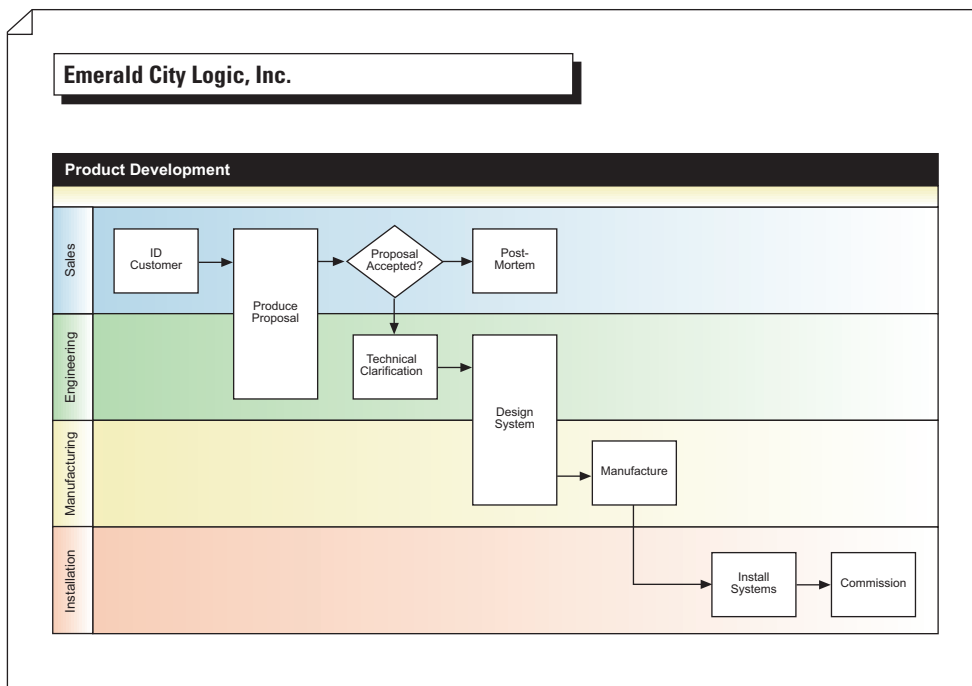 Emerald City Logic, Inc.
Product Development
Sales
ID
Customer
Produce
Proposal
Proposal
Accepted?
Post-
Mortem
Engineering
Technical
Clarification
Design
System
Manufacturing
Manufacture
Installation
Install
Systems
Commission